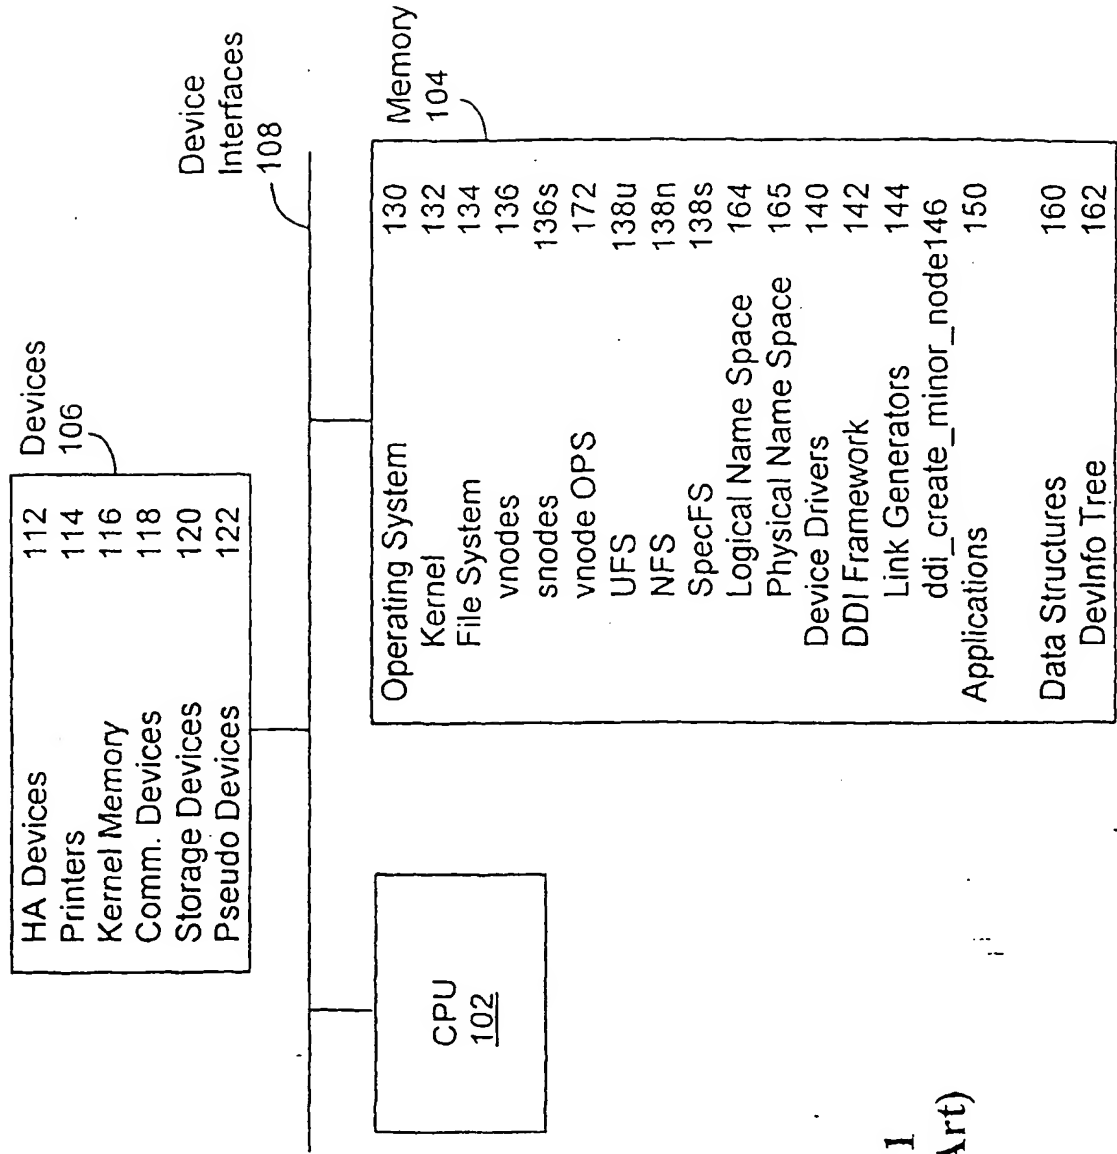 Devices
106
HA Devices 112
Printers 114
Kernel Memory 116
Comm. Devices 118
Storage Devices 120
Pseudo Devices 122
Device
Interfaces
108
CPU
102
Memory
104
Operating System 130
Kernel 132
File System 134
vnodes 136
snodes 136s
vnode OPS 172
UFS 138u
NFS 138n
SpecFS 138s
Logical Name Space 164
Physical Name Space 165
Device Drivers 140
DDI Framework 142
Link Generators 144
ddi_create_minor_node146
Applications 150
Data Structures 160
DevInfo Tree 162
1
Art)